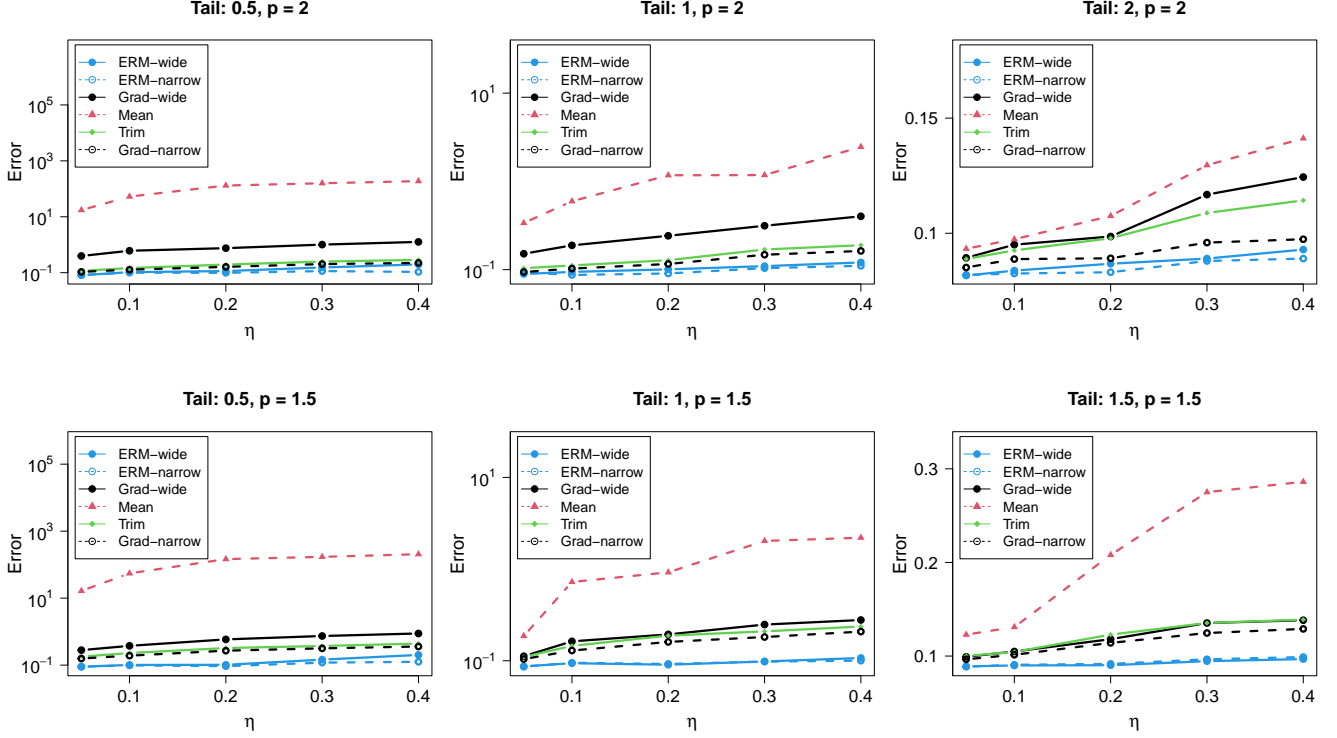 Tail: 0.5, p = 2
Error
10^5
10^3
10^1
10^−1
ERM−wide
ERM−narrow
Grad−wide
Mean
Trim
Grad−narrow
0.1 0.2 0.3 0.4
η
Tail: 1, p = 2
Error
10^1
10^−1
ERM−wide
ERM−narrow
Grad−wide
Mean
Trim
Grad−narrow
0.1 0.2 0.3 0.4
η
Tail: 2, p = 2
Error
0.15
0.1
ERM−wide
ERM−narrow
Grad−wide
Mean
Trim
Grad−narrow
0.1 0.2 0.3 0.4
η
Tail: 0.5, p = 1.5
Error
10^5
10^3
10^1
10^−1
ERM−wide
ERM−narrow
Grad−wide
Mean
Trim
Grad−narrow
0.1 0.2 0.3 0.4
η
Tail: 1, p = 1.5
Error
10^1
10^−1
ERM−wide
ERM−narrow
Grad−wide
Mean
Trim
Grad−narrow
0.1 0.2 0.3 0.4
η
Tail: 1.5, p = 1.5
Error
0.3
0.2
0.1
ERM−wide
ERM−narrow
Grad−wide
Mean
Trim
Grad−narrow
0.1 0.2 0.3 0.4
η